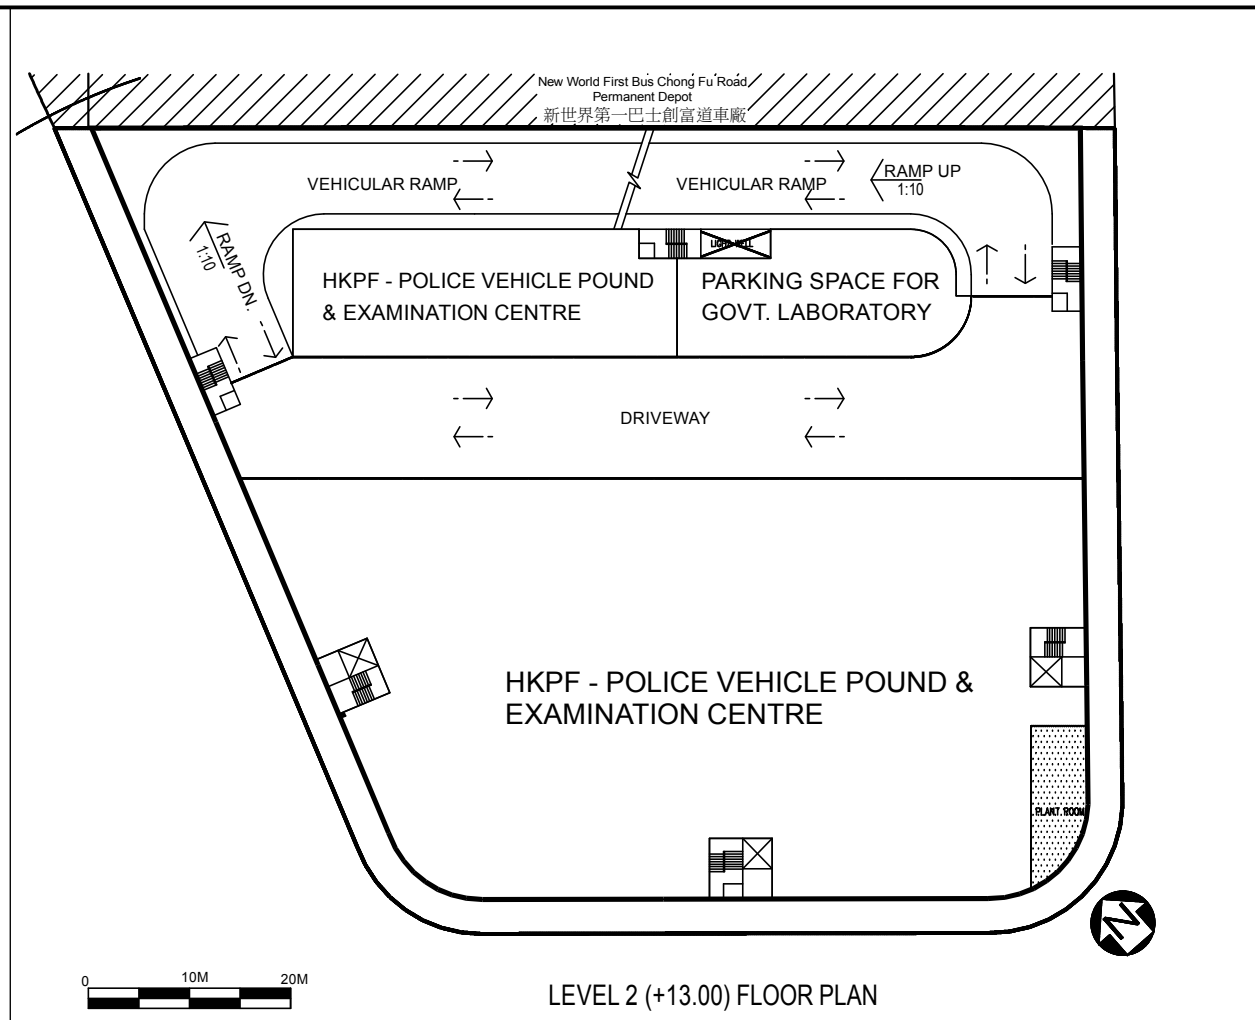 New World First Bus Chong Fu Road
Permanent Depot
新世界第一巴士創富道車廠
VEHICULAR RAMP
VEHICULAR RAMP
RAMP UP
1:10
RAMP DN.
1:10
LIGHT WELL
HKPF - POLICE VEHICLE POUND
& EXAMINATION CENTRE
PARKING SPACE FOR
GOVT. LABORATORY
DRIVEWAY
HKPF - POLICE VEHICLE POUND &
EXAMINATION CENTRE
PLANT ROOM
N
0 10M 20M
LEVEL 2 (+13.00) FLOOR PLAN